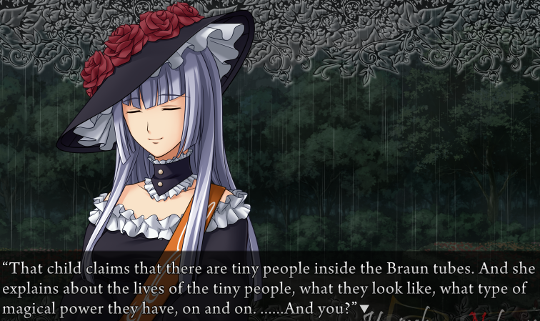 “That child claims that there are tiny people inside the Braun tubes. And she
explains about the lives of the tiny people, what they look like, what type of
magical power they have, on and on. ......And you?”